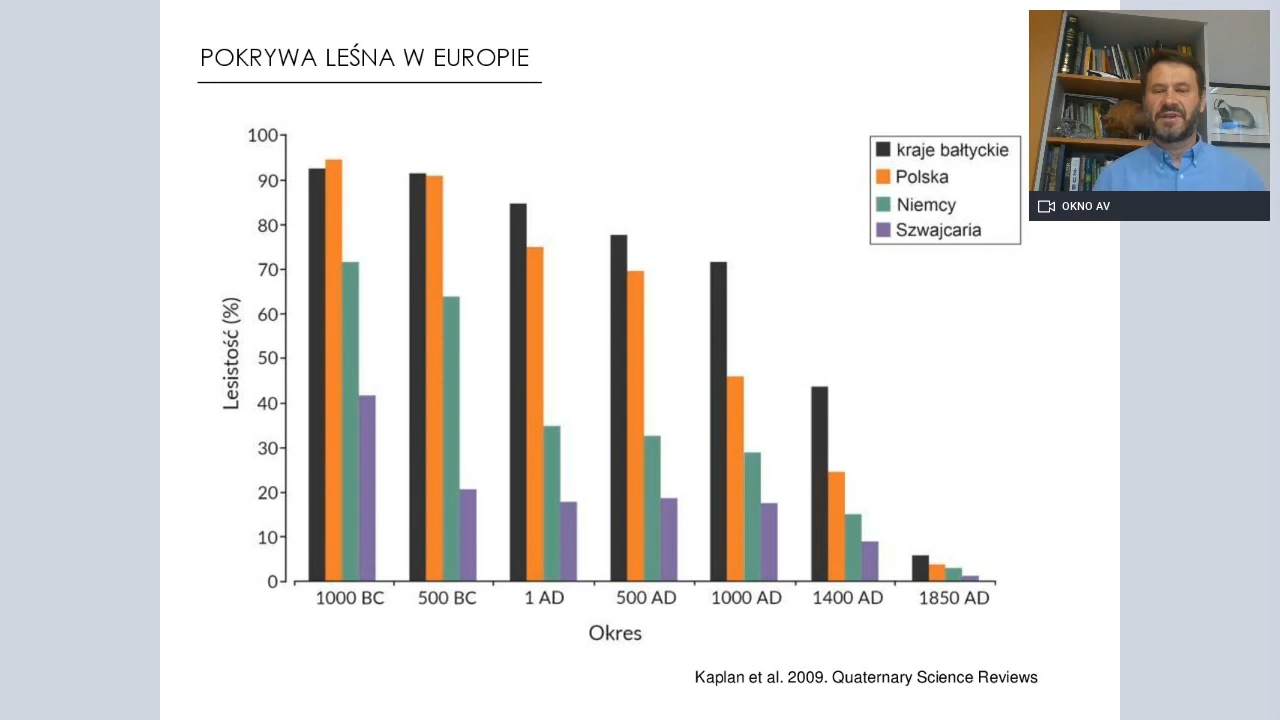 POKRYWA LEŚNA W EUROPIE
100
90
80
70
60
50
40
30
20
10
0
Lesistość (%)
kraje bałtyckie
Polska
Niemcy
Szwajcaria
1000 BC
500 BC
1 AD
500 AD
1000 AD
1400 AD
1850 AD
Okres
Kaplan et al. 2009. Quaternary Science Reviews
OKNO AV